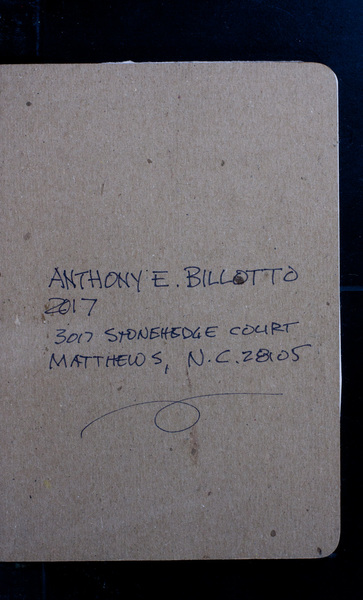 ANTHONY E. BILLOTTO
2017
3017 STONEHEDGE COURT
MATTHEWS, N.C. 28105